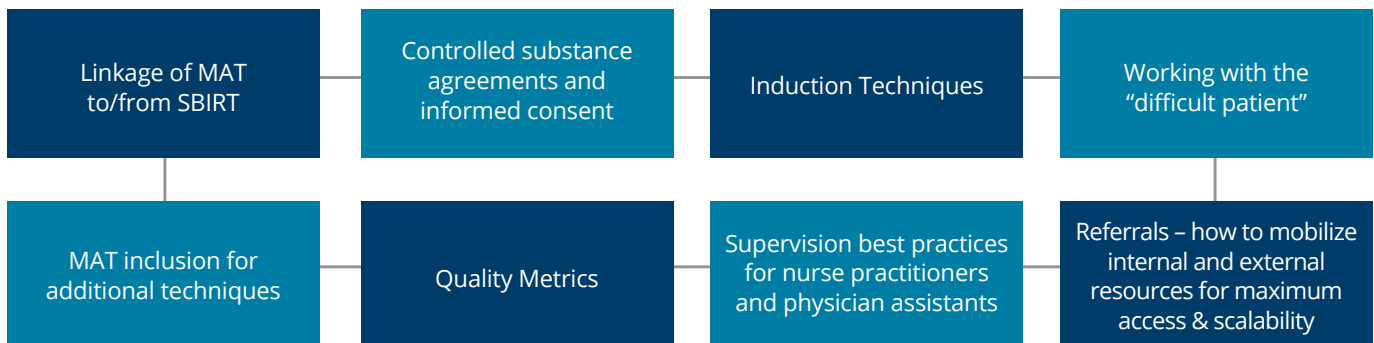 Linkage of MAT
to/from SBIRT
Controlled substance
agreements and
informed consent
Induction Techniques
Working with the
“difficult patient”
MAT inclusion for
additional techniques
Quality Metrics
Supervision best practices
for nurse practitioners
and physician assistants
Referrals – how to mobilize
internal and external
resources for maximum
access & scalability